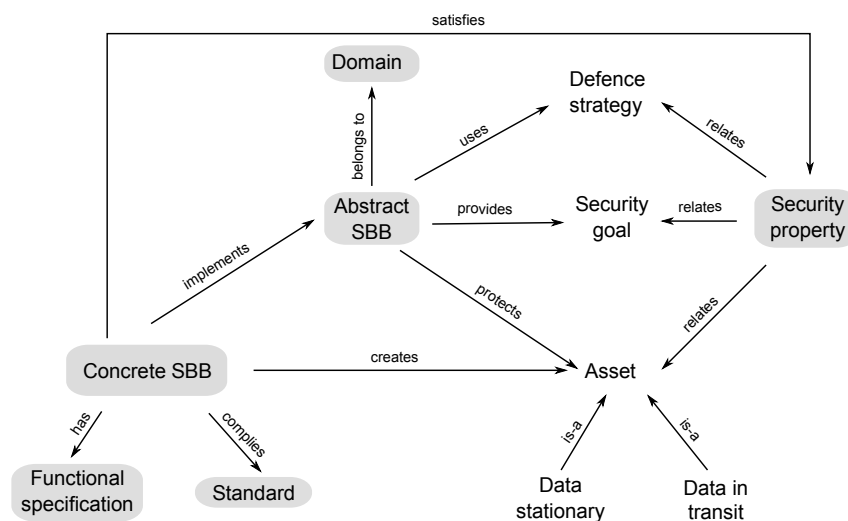 satisfies
Domain
Defence
strategy
belongs to
uses
relates
Abstract
SBB
provides
Security
goal
relates
Security
property
implements
protects
relates
Concrete SBB
creates
Asset
has
complies
is-a
is-a
Functional
specification
Standard
Data
stationary
Data in
transit